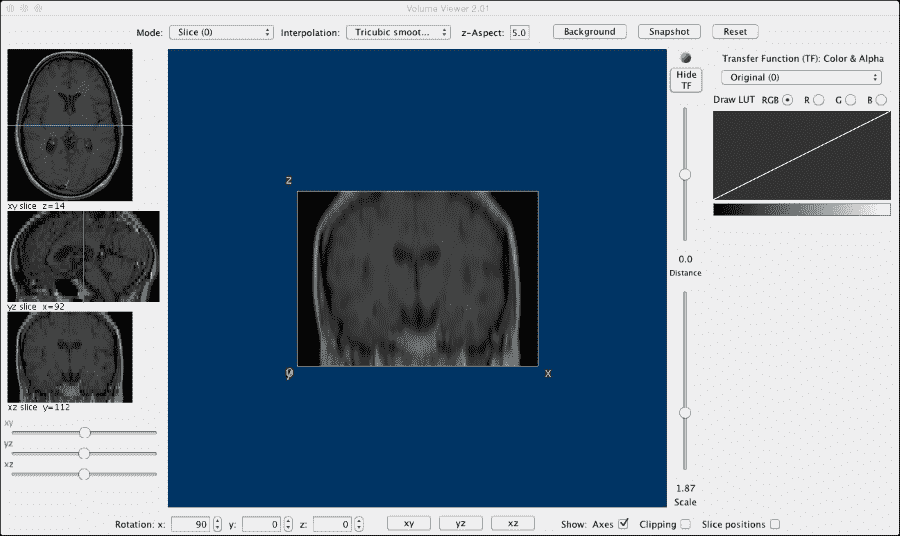 Volume Viewer 2.01
Mode: Slice (0) Interpolation: Tricubic smoot... z-Aspect: 5.0 Background Snapshot Reset
Hide
TF
Transfer Function (TF): Color & Alpha
Original (0)
Draw LUT RGB R G B
xy slice z=14
yz slice x=92
xz slice y=112
xy
yz
xz
z
x
0.0
Distance
1.87
Scale
Rotation: x: 90 y: 0 z: 0 xy yz xz Show: Axes Clipping Slice positions